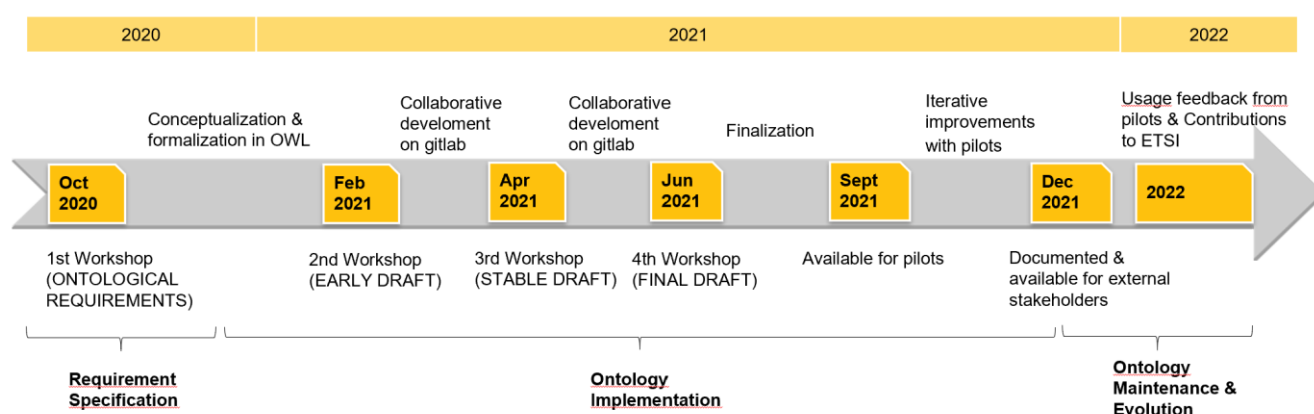 2020
2021
2022
Conceptualization &
formalization in OWL
Collaborative
develoment
on gitlab
Collaborative
develoment
on gitlab
Finalization
Iterative
improvements
with pilots
Usage feedback from
pilots & Contributions
to ETSI
Oct
2020
Feb
2021
Apr
2021
Jun
2021
Sept
2021
Dec
2021
2022
1st Workshop
(ONTOLOGICAL
REQUIREMENTS)
2nd Workshop
(EARLY DRAFT)
3rd Workshop
(STABLE DRAFT)
4th Workshop
(FINAL DRAFT)
Available for pilots
Documented &
available for external
stakeholders
Requirement
Specification
Ontology
Implementation
Ontology
Maintenance &
Evolution